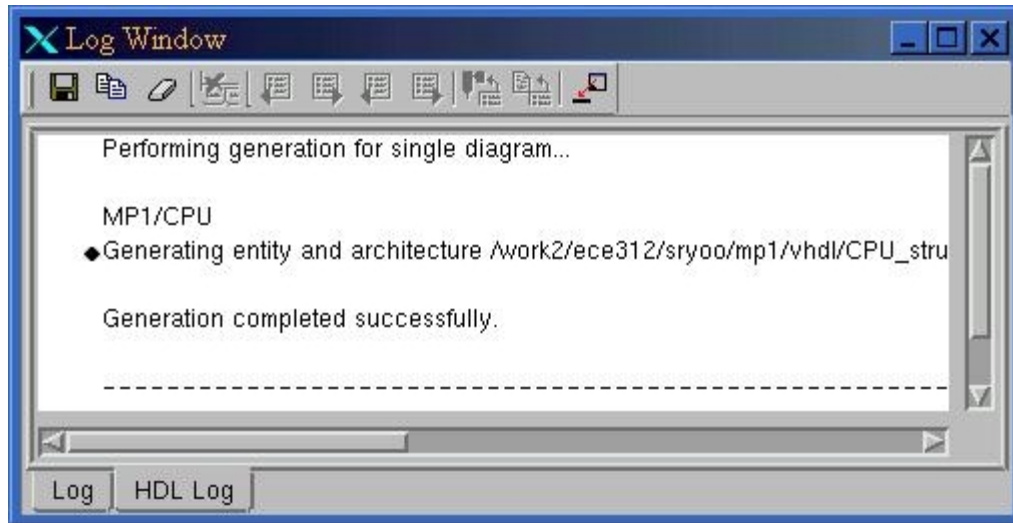 Log Window
Performing generation for single diagram...
MP1/CPU
Generating entity and architecture /work2/ece312/sryoo/mp1/vhdl/CPU_stru
Generation completed successfully.
------------------------------------------------------
Log
HDL Log